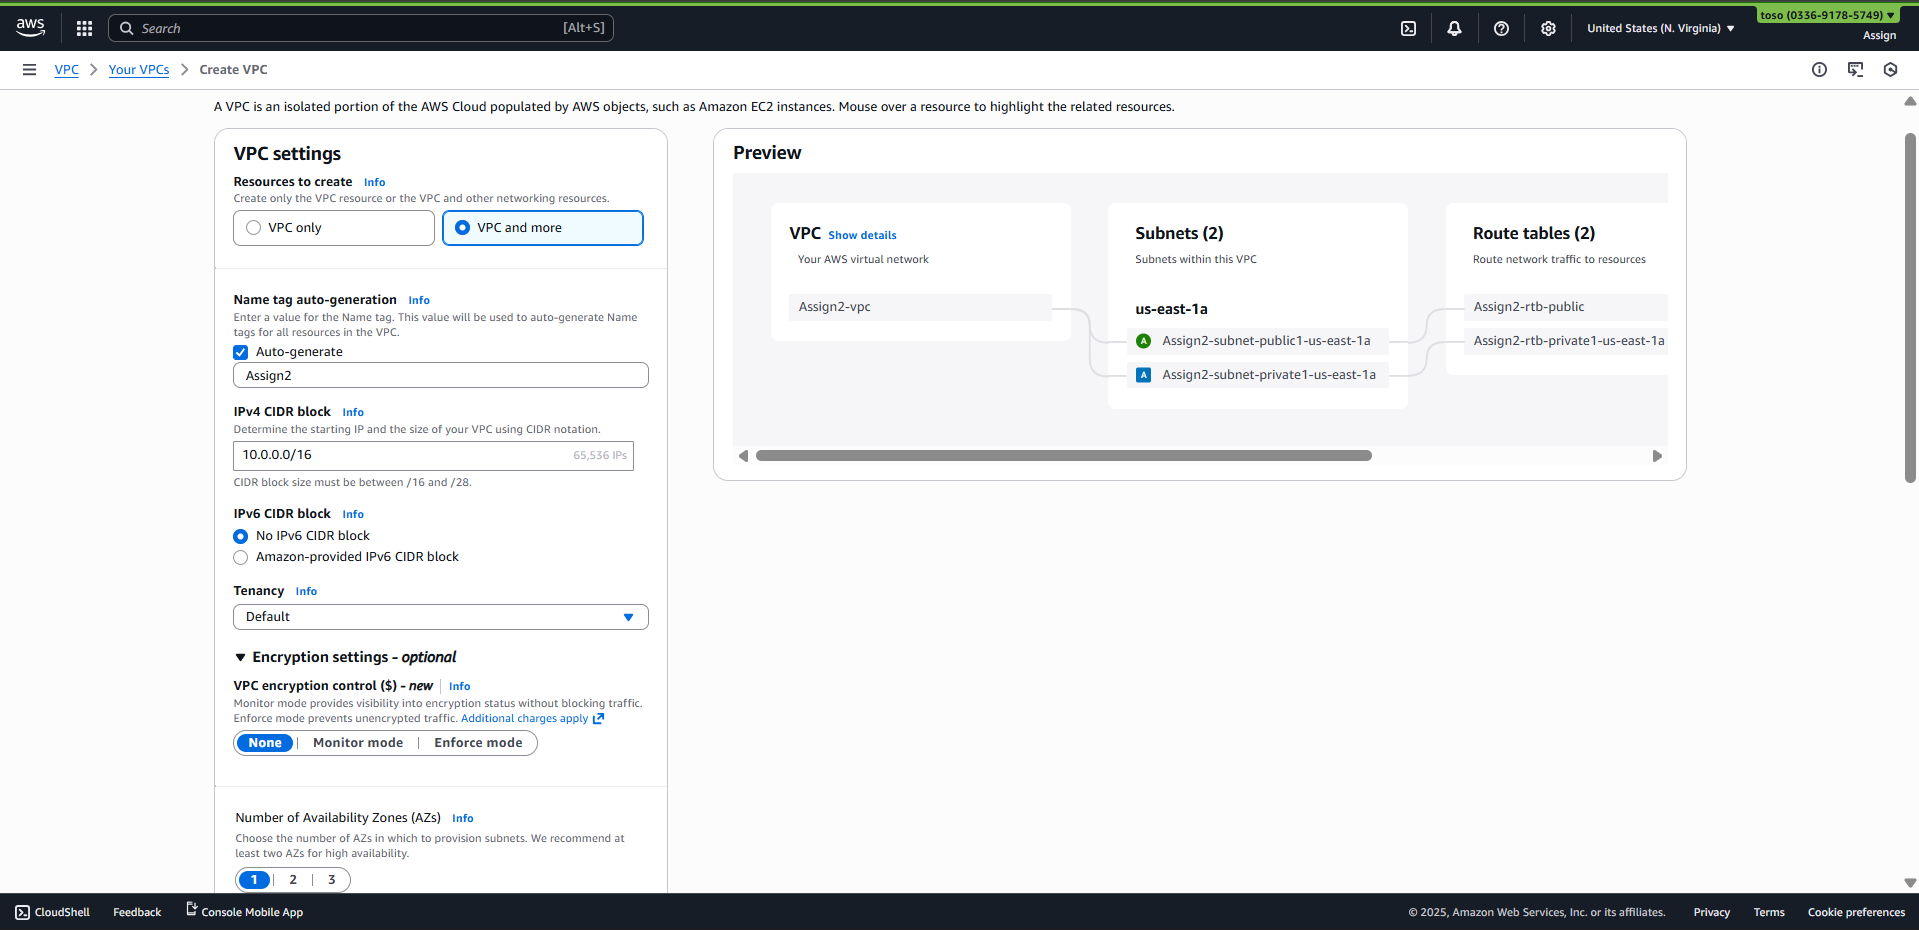 aws
Search
[Alt+S]
United States (N. Virginia)
toso (0336-9178-5749)
Assign
VPC
Your VPCs
Create VPC
A VPC is an isolated portion of the AWS Cloud populated by AWS objects, such as Amazon EC2 instances. Mouse over a resource to highlight the related resources.
VPC settings
Resources to create Info
Create only the VPC resource or the VPC and other networking resources.
VPC only
VPC and more
Name tag auto-generation Info
Enter a value for the Name tag. This value will be used to auto-generate Name
tags for all resources in the VPC.
Auto-generate
Assign2
IPv4 CIDR block Info
Determine the starting IP and the size of your VPC using CIDR notation.
10.0.0.0/16
65,536 IPs
CIDR block size must be between /16 and /28.
IPv6 CIDR block Info
No IPv6 CIDR block
Amazon-provided IPv6 CIDR block
Tenancy Info
Default
Encryption settings - optional
VPC encryption control ($) - new Info
Monitor mode provides visibility into encryption status without blocking traffic.
Enforce mode prevents unencrypted traffic. Additional charges apply
None
Monitor mode
Enforce mode
Number of Availability Zones (AZs) Info
Choose the number of AZs in which to provision subnets. We recommend at
least two AZs for high availability.
1
2
3
Preview
VPC Show details
Your AWS virtual network
Assign2-vpc
Subnets (2)
Subnets within this VPC
us-east-1a
A Assign2-subnet-public1-us-east-1a
A Assign2-subnet-private1-us-east-1a
Route tables (2)
Route network traffic to resources
Assign2-rtb-public
Assign2-rtb-private1-us-east-1a
CloudShell
Feedback
Console Mobile App
© 2025, Amazon Web Services, Inc. or its affiliates.
Privacy
Terms
Cookie preferences